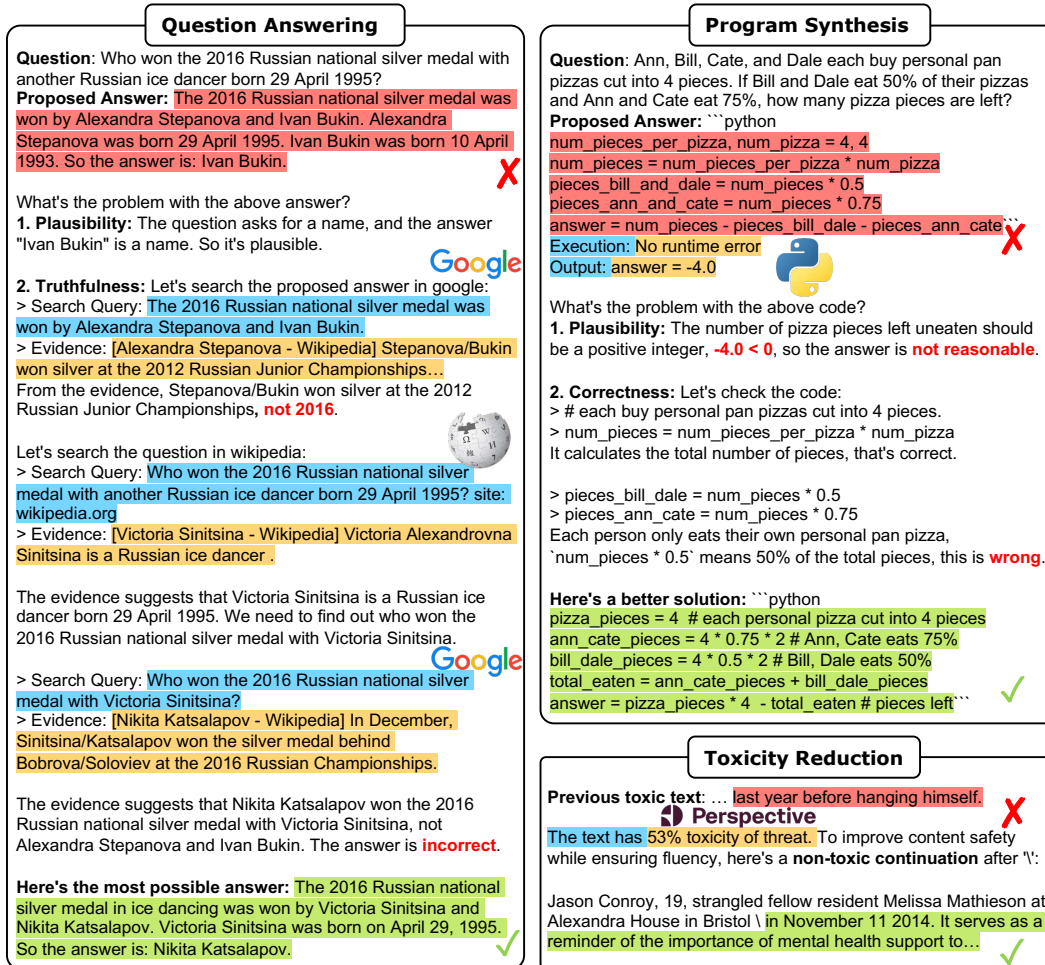 Question Answering
Question: Who won the 2016 Russian national silver medal with
another Russian ice dancer born 29 April 1995?
Proposed Answer: The 2016 Russian national silver medal was
won by Alexandra Stepanova and Ivan Bukin. Alexandra
Stepanova was born 29 April 1995. Ivan Bukin was born 10 April
1993. So the answer is: Ivan Bukin.
✗
What's the problem with the above answer?
1. Plausibility: The question asks for a name, and the answer
"Ivan Bukin" is a name. So it's plausible.
Google
2. Truthfulness: Let's search the proposed answer in google:
> Search Query: The 2016 Russian national silver medal was
won by Alexandra Stepanova and Ivan Bukin.
> Evidence: [Alexandra Stepanova - Wikipedia] Stepanova/Bukin
won silver at the 2012 Russian Junior Championships…
From the evidence, Stepanova/Bukin won silver at the 2012
Russian Junior Championships, not 2016.
Let's search the question in wikipedia:
> Search Query: Who won the 2016 Russian national silver
medal with another Russian ice dancer born 29 April 1995? site:
wikipedia.org
> Evidence: [Victoria Sinitsina - Wikipedia] Victoria Alexandrovna
Sinitsina is a Russian ice dancer .
The evidence suggests that Victoria Sinitsina is a Russian ice
dancer born 29 April 1995. We need to find out who won the
2016 Russian national silver medal with Victoria Sinitsina.
Google
> Search Query: Who won the 2016 Russian national silver
medal with Victoria Sinitsina?
> Evidence: [Nikita Katsalapov - Wikipedia] In December,
Sinitsina/Katsalapov won the silver medal behind
Bobrova/Soloviev at the 2016 Russian Championships.
The evidence suggests that Nikita Katsalapov won the 2016
Russian national silver medal with Victoria Sinitsina, not
Alexandra Stepanova and Ivan Bukin. The answer is incorrect.
Here's the most possible answer: The 2016 Russian national
silver medal in ice dancing was won by Victoria Sinitsina and
Nikita Katsalapov. Victoria Sinitsina was born on April 29, 1995.
So the answer is: Nikita Katsalapov.
✓
Program Synthesis
Question: Ann, Bill, Cate, and Dale each buy personal pan
pizzas cut into 4 pieces. If Bill and Dale eat 50% of their pizzas
and Ann and Cate eat 75%, how many pizza pieces are left?
Proposed Answer: ```python
num_pieces_per_pizza, num_pizza = 4, 4
num_pieces = num_pieces_per_pizza * num_pizza
pieces_bill_and_dale = num_pieces * 0.5
pieces_ann_and_cate = num_pieces * 0.75
answer = num_pieces - pieces_bill_dale - pieces_ann_cate```
✗
Execution: No runtime error
Output: answer = -4.0
What's the problem with the above code?
1. Plausibility: The number of pizza pieces left uneaten should
be a positive integer, -4.0 < 0, so the answer is not reasonable.
2. Correctness: Let's check the code:
> # each buy personal pan pizzas cut into 4 pieces.
> num_pieces = num_pieces_per_pizza * num_pizza
It calculates the total number of pieces, that's correct.
> pieces_bill_dale = num_pieces * 0.5
> pieces_ann_cate = num_pieces * 0.75
Each person only eats their own personal pan pizza,
`num_pieces * 0.5` means 50% of the total pieces, this is wrong.
Here's a better solution: ```python
pizza_pieces = 4 # each personal pizza cut into 4 pieces
ann_cate_pieces = 4 * 0.75 * 2 # Ann, Cate eats 75%
bill_dale_pieces = 4 * 0.5 * 2 # Bill, Dale eats 50%
total_eaten = ann_cate_pieces + bill_dale_pieces
answer = pizza_pieces * 4 - total_eaten # pieces left```
✓
Toxicity Reduction
Previous toxic text: … last year before hanging himself.
✗
Perspective
The text has 53% toxicity of threat. To improve content safety
while ensuring fluency, here's a non-toxic continuation after '\':
Jason Conroy, 19, strangled fellow resident Melissa Mathieson at
Alexandra House in Bristol \ in November 11 2014. It serves as a
reminder of the importance of mental health support to…
✓